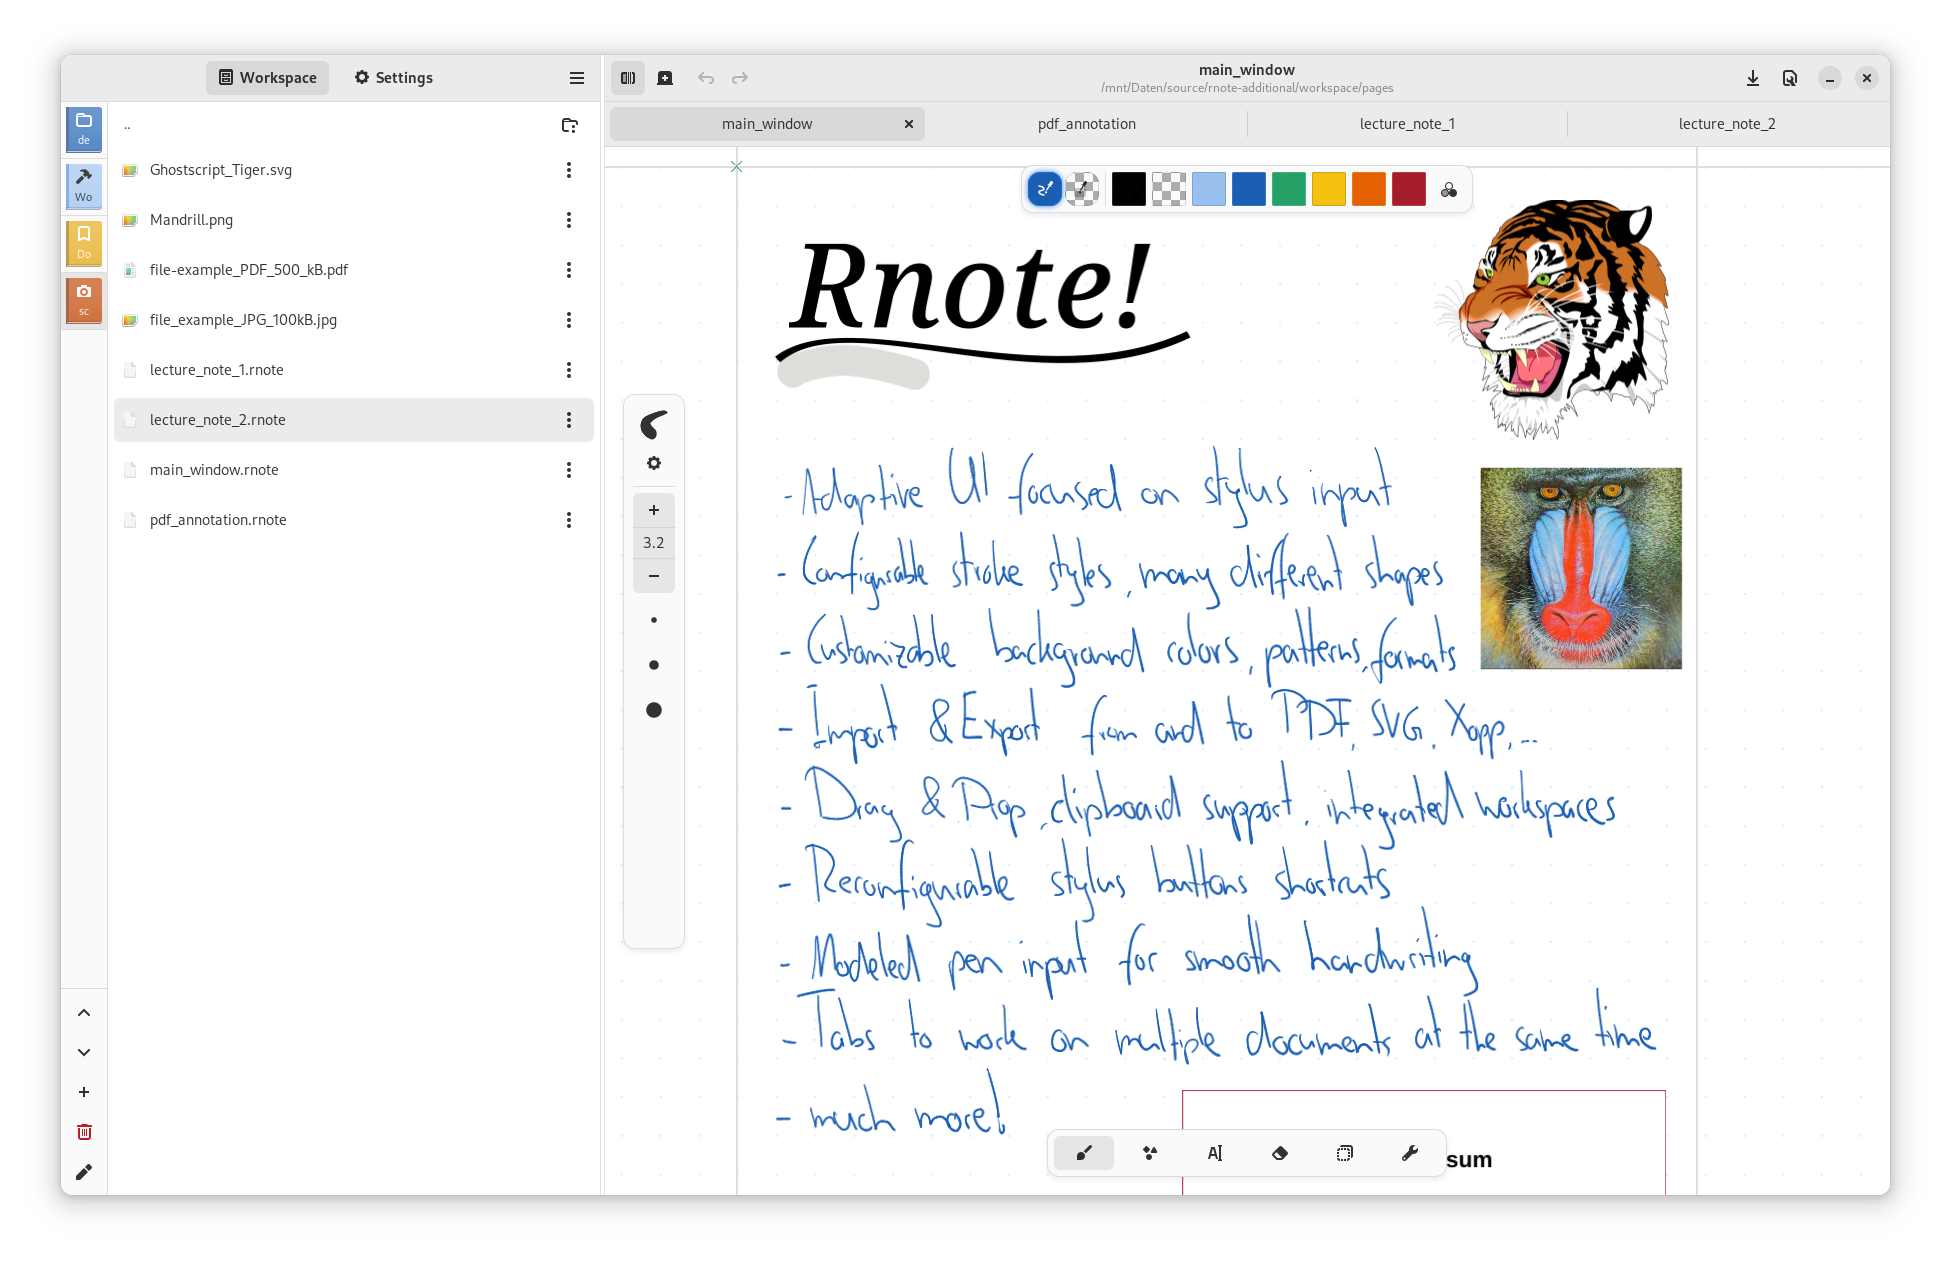 Workspace
Settings
main_window
/mnt/Daten/source/rnote-additional/workspace/pages
main_window
pdf_annotation
lecture_note_1
lecture_note_2
de
Wo
Do
sc
..
Ghostscript_Tiger.svg
Mandrill.png
file-example_PDF_500_kB.pdf
file_example_JPG_100kB.jpg
lecture_note_1.rnote
lecture_note_2.rnote
main_window.rnote
pdf_annotation.rnote
+
3.2
−
Rnote!
- Adaptive UI focused on stylus input
- Configurable stroke styles, many different shapes
- Customizable background colors, patterns, formats
- Import & Export from and to PDF, SVG, Xopp, ...
- Drag & Drop, clipboard support, integrated workspaces
- Reconfigurable stylus buttons shortcuts
- Modeled pen input for smooth handwriting
- Tabs to work on multiple documents at the same time
- much more!
sum